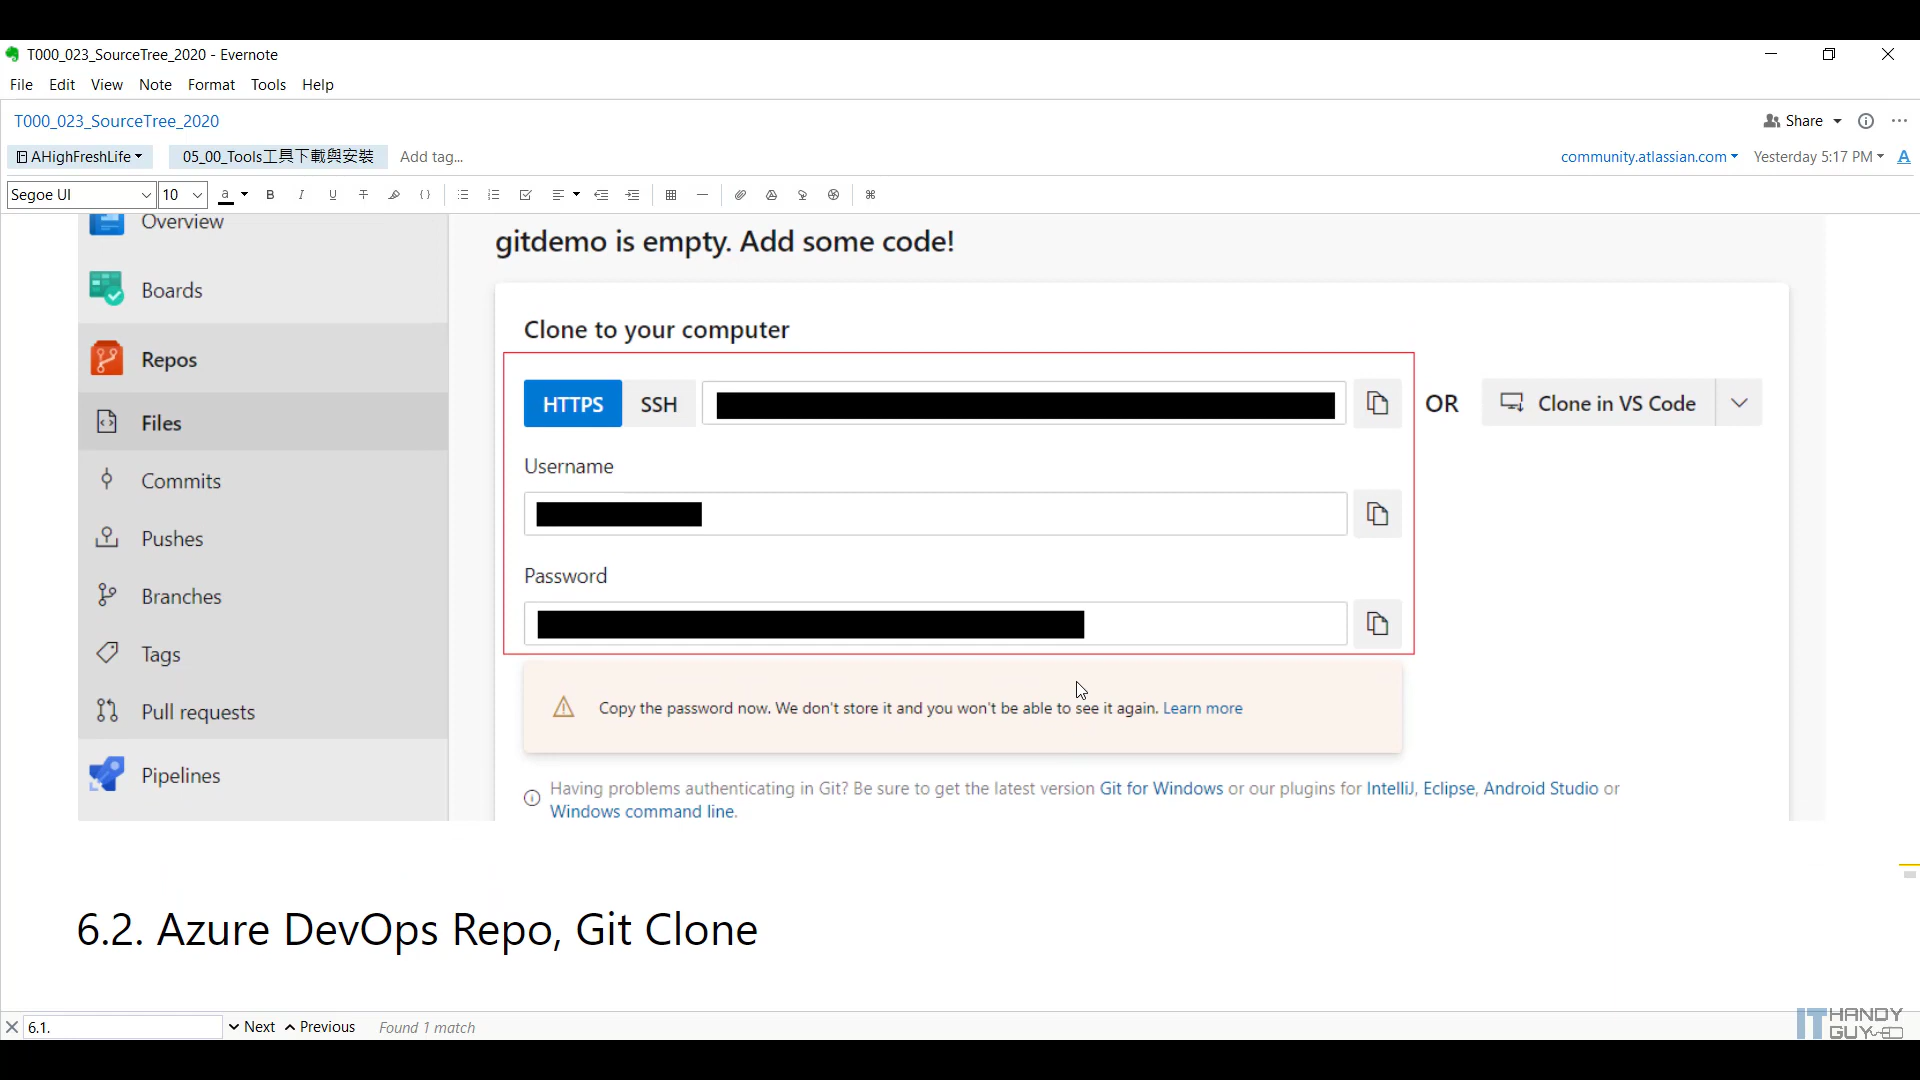 T000_023_SourceTree_2020 - Evernote
File Edit View Note Format Tools Help
T000_023_SourceTree_2020
Share
AHighFreshLife 05_00_Tools工具下載與安裝 Add tag...
community.atlassian.com Yesterday 5:17 PM
Segoe UI 10
Overview
gitdemo is empty. Add some code!
Boards
Clone to your computer
Repos
HTTPS SSH OR Clone in VS Code
Files
Username
Commits
Pushes
Password
Branches
Tags
Copy the password now. We don't store it and you won't be able to see it again. Learn more
Pull requests
Pipelines
Having problems authenticating in Git? Be sure to get the latest version Git for Windows or our plugins for IntelliJ, Eclipse, Android Studio or
Windows command line.
6.2. Azure DevOps Repo, Git Clone
6.1. Next Previous Found 1 match
IT HANDY
GUY